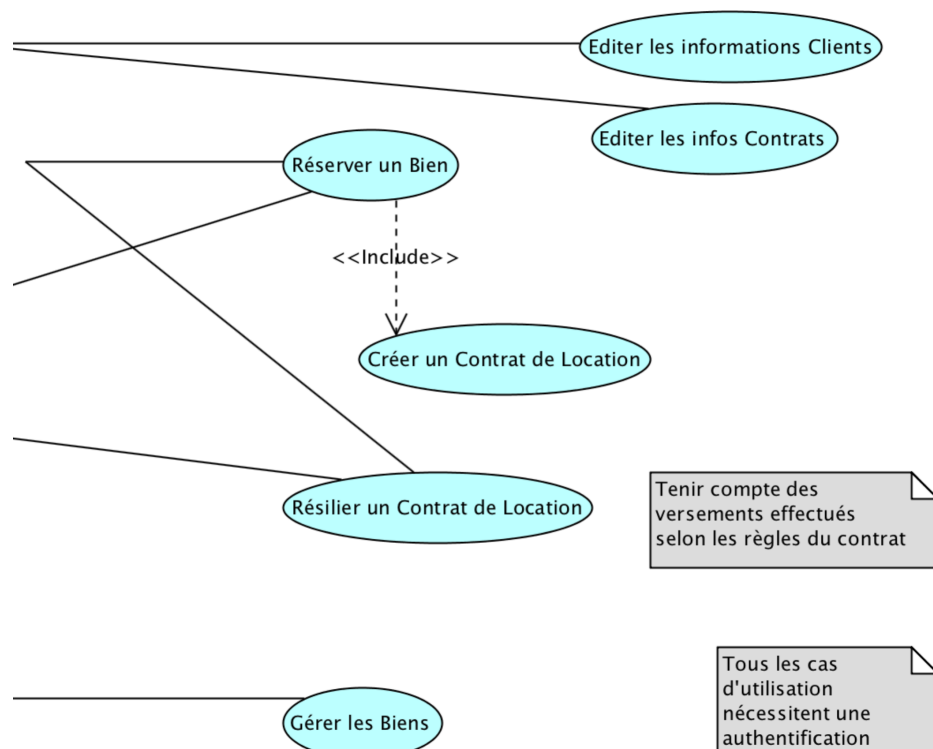 Editer les informations Clients
Editer les infos Contrats
Réserver un Bien
<<Include>>
Créer un Contrat de Location
Résilier un Contrat de Location
Tenir compte des
versements effectués
selon les règles du contrat
Tous les cas
d'utilisation
nécessitent une
authentification
Gérer les Biens